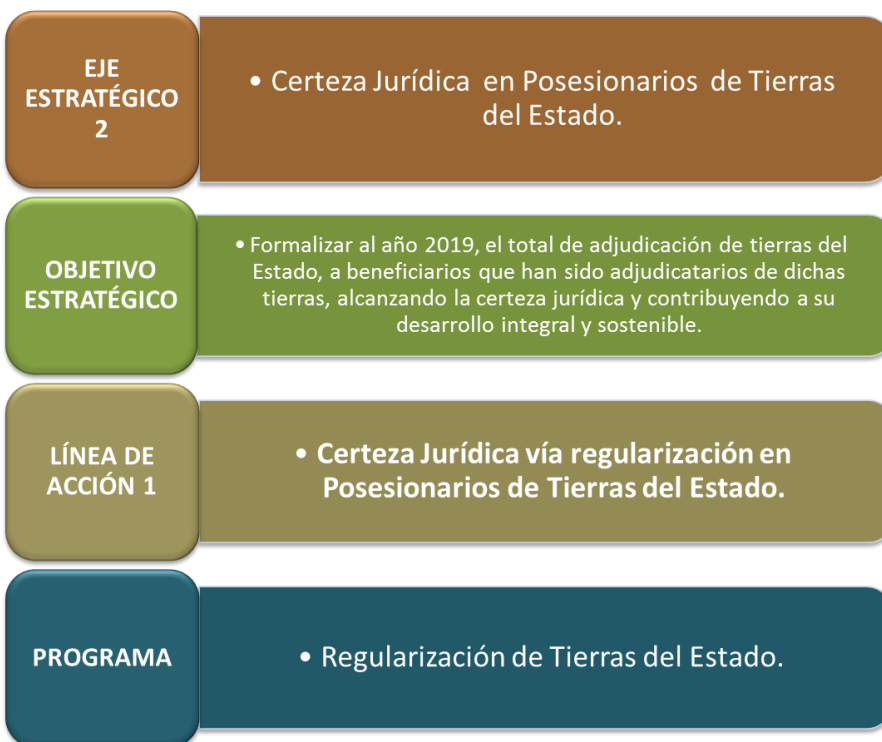 EJE
ESTRATÉGICO
2
• Certeza Jurídica en Posesionarios de Tierras
del Estado.
OBJETIVO
ESTRATÉGICO
• Formalizar al año 2019, el total de adjudicación de tierras del
Estado, a beneficiarios que han sido adjudicatarios de dichas
tierras, alcanzando la certeza jurídica y contribuyendo a su
desarrollo integral y sostenible.
LÍNEA DE
ACCIÓN 1
• Certeza Jurídica vía regularización en
Posesionarios de Tierras del Estado.
PROGRAMA
• Regularización de Tierras del Estado.